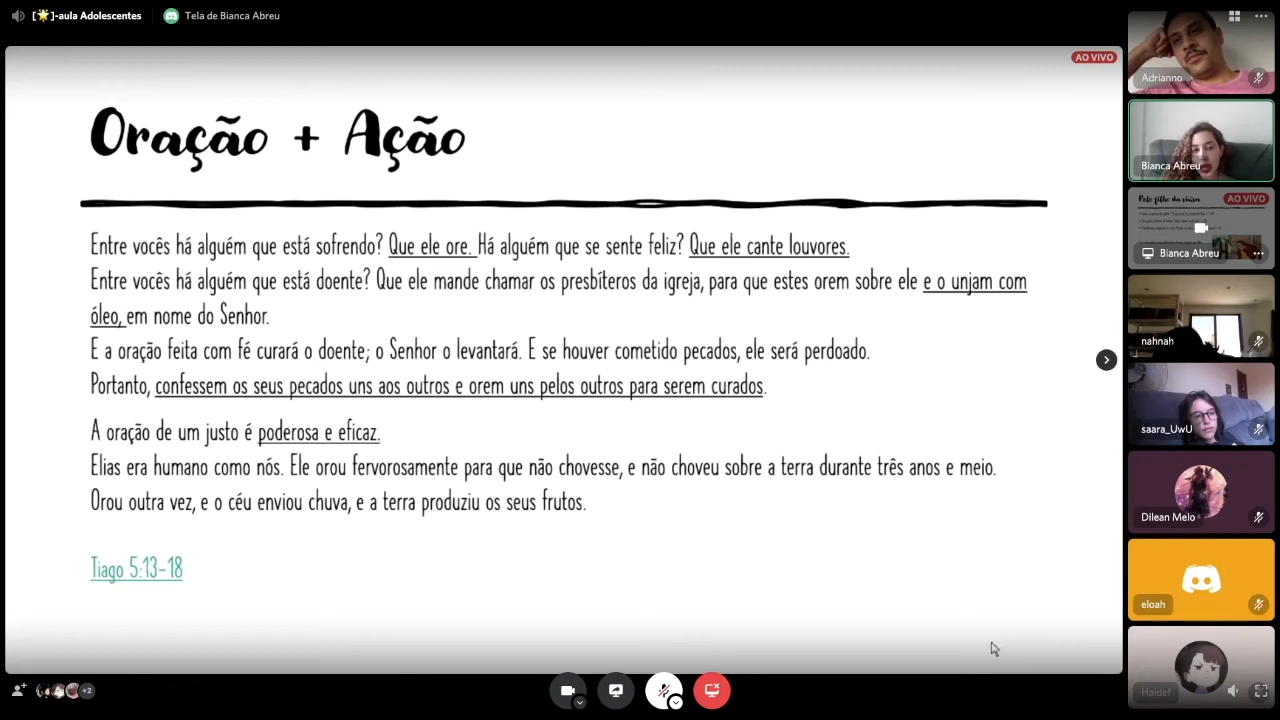 [🌟]-aula Adolescentes
Tela de Bianca Abreu
AO VIVO
Oração + Ação
Entre vocês há alguém que está sofrendo? Que ele ore. Há alguém que se sente feliz? Que ele cante louvores.
Entre vocês há alguém que está doente? Que ele mande chamar os presbíteros da igreja, para que estes orem sobre ele e o unjam com
óleo, em nome do Senhor.
E a oração feita com fé curará o doente; o Senhor o levantará. E se houver cometido pecados, ele será perdoado.
Portanto, confessem os seus pecados uns aos outros e orem uns pelos outros para serem curados.
A oração de um justo é poderosa e eficaz.
Elias era humano como nós. Ele orou fervorosamente para que não chovesse, e não choveu sobre a terra durante três anos e meio.
Orou outra vez, e o céu enviou chuva, e a terra produziu os seus frutos.
Tiago 5:13-18
Adrianno
Bianca Abreu
Pelo filho da viúva
AO VIVO
Bianca Abreu
nahnah
saara_UwU
Dilean Melo
eloah
Haidef
+2